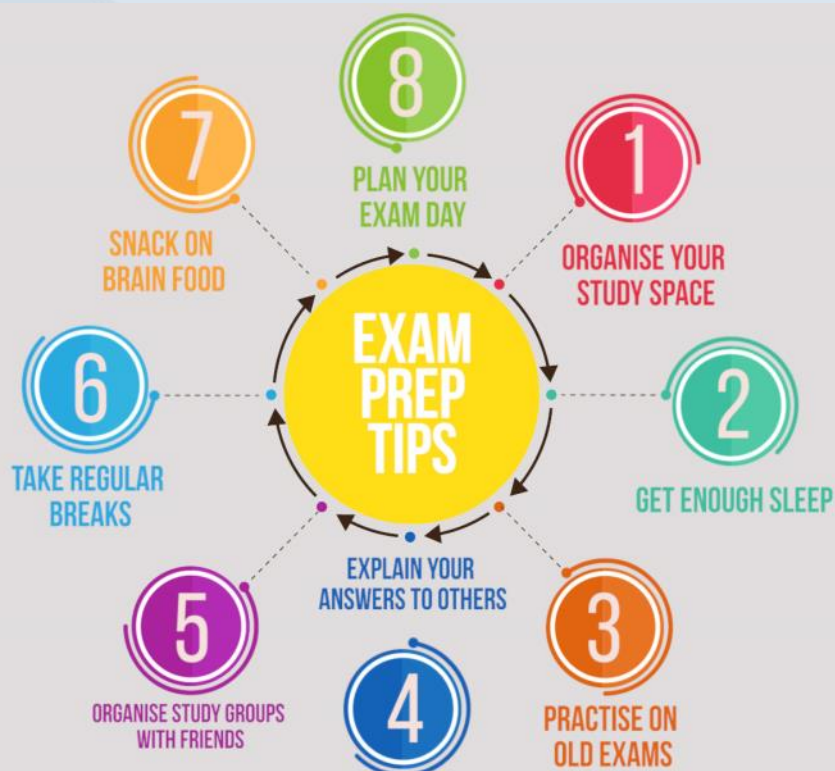 EXAM
PREP
TIPS
1
ORGANISE YOUR
STUDY SPACE
2
GET ENOUGH SLEEP
3
PRACTISE ON
OLD EXAMS
EXPLAIN YOUR
ANSWERS TO OTHERS
4
5
ORGANISE STUDY GROUPS
WITH FRIENDS
6
TAKE REGULAR
BREAKS
7
SNACK ON
BRAIN FOOD
8
PLAN YOUR
EXAM DAY